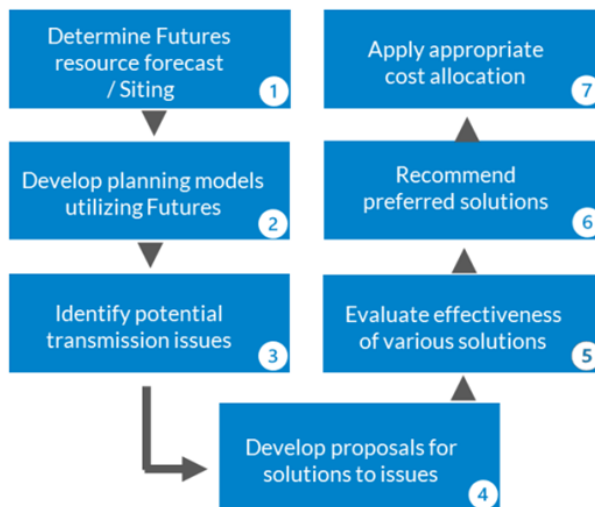 Determine Futures
resource forecast
/ Siting
1
Develop planning models
utilizing Futures
2
Identify potential
transmission issues
3
Develop proposals for
solutions to issues
4
Evaluate effectiveness
of various solutions
5
Recommend
preferred solutions
6
Apply appropriate
cost allocation
7